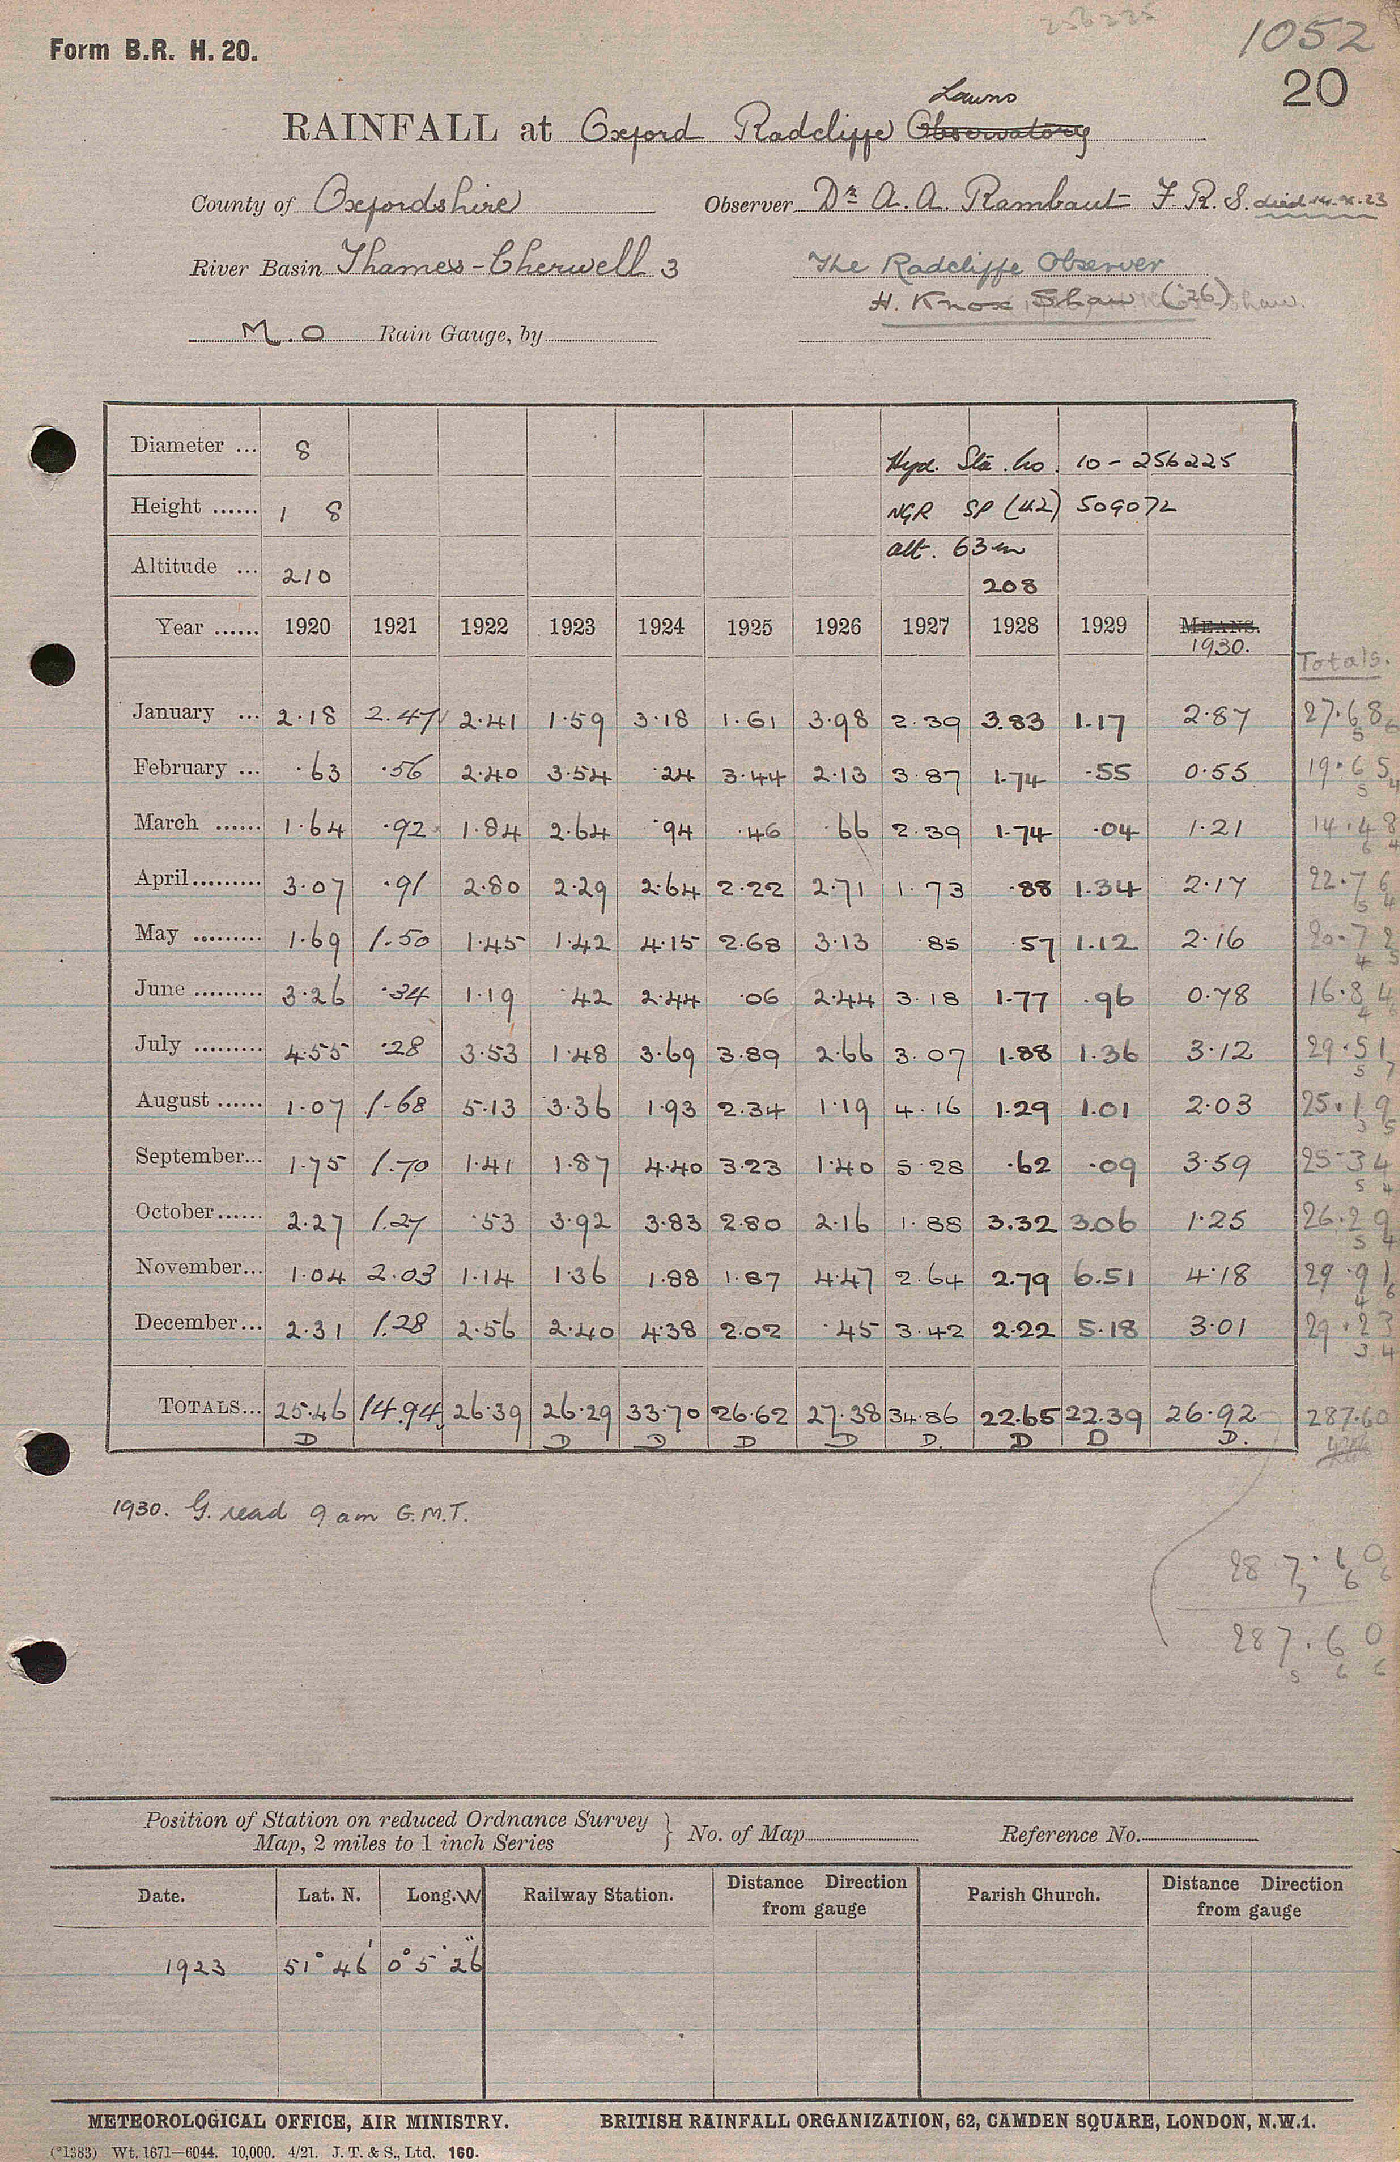 256225
1052
Form B.R. H. 20.
20
Lawns
RAINFALL at Oxford Radcliffe Observatory
County of Oxfordshire Observer Dr. A. A. Rambaut F R. S. died 14.X.23
River Basin Thames - Cherwell 3 The Radcliffe Observer
H. Knox Shaw ('26)
M.O Rain Gauge, by
Diameter ... 8 Hyd. Sta. No. 10 - 256225
Height ...... 1 8 NGR SP (42) 509072
alt. 63m
Altitude ... 210 208
Year ...... 1920 1921 1922 1923 1924 1925 1926 1927 1928 1929 MEANS.
1930. Totals.
January ... 2.18 2.47 2.41 1.59 3.18 1.61 3.98 2.39 3.83 1.17 2.87 27.68
February ... .63 .56 2.40 3.54 .24 3.44 2.13 3.87 1.74 .55 0.55 19.65
March ...... 1.64 .92 1.84 2.64 .94 .46 .66 2.39 1.74 .04 1.21 14.48
April......... 3.07 .91 2.80 2.29 2.64 2.22 2.71 1.73 .88 1.34 2.17 22.76
May ......... 1.69 1.50 1.45 1.42 4.15 2.68 3.13 .85 .57 1.12 2.16 20.72
June ......... 3.26 .34 1.19 .42 2.44 .06 2.44 3.18 1.77 .96 0.78 16.84
July ......... 4.55 .28 3.53 1.48 3.69 3.89 2.66 3.07 1.88 1.36 3.12 29.51
August ...... 1.07 1.68 5.13 3.36 1.93 2.34 1.19 4.16 1.29 1.01 2.03 25.19
September... 1.75 1.70 1.41 1.87 4.40 3.23 1.40 5.28 .62 .09 3.59 25.34
October...... 2.27 1.27 .53 3.92 3.83 2.80 2.16 1.88 3.32 3.06 1.25 26.29
November... 1.04 2.03 1.14 1.36 1.88 1.87 4.47 2.64 2.79 6.51 4.18 29.91
December... 2.31 1.28 2.56 2.40 4.38 2.02 .45 3.42 2.22 5.18 3.01 29.23
TOTALS... 25.46 14.94 26.39 26.29 33.70 26.62 27.38 34.86 22.65 22.39 26.92 287.60
D D D D D D. D D D.
1930. G. read 9 am G.M.T.
287.60
287.60
Position of Station on reduced Ordnance Survey
Map, 2 miles to 1 inch Series } No. of Map Reference No.
Date. Lat. N. Long. W Railway Station. Distance Direction from gauge Parish Church. Distance Direction from gauge
1923 51° 46' 0° 5' 26"
METEOROLOGICAL OFFICE, AIR MINISTRY. BRITISH RAINFALL ORGANIZATION, 62, CAMDEN SQUARE, LONDON, N.W.1.
(*1383) Wt. 1671—6044. 10,000. 4/21. J. T. & S., Ltd. 160.